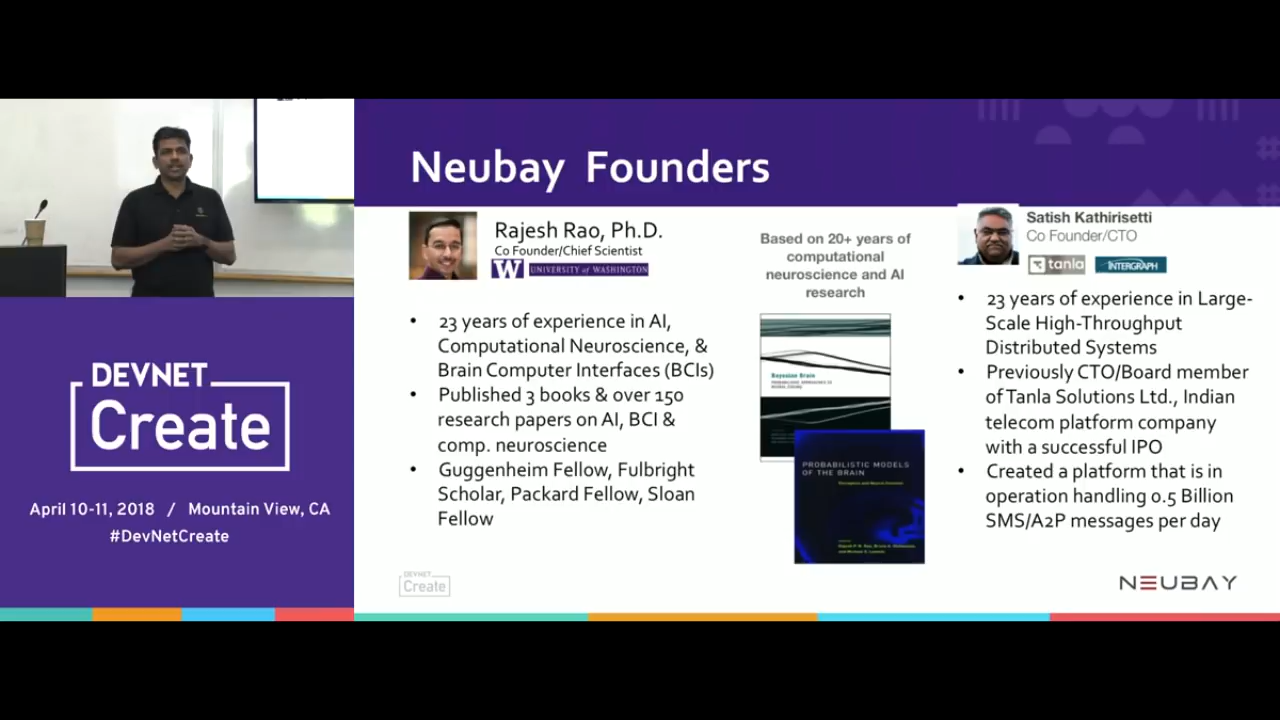 DEVNET
Create
April 10-11, 2018 / Mountain View, CA
#DevNetCreate
Neubay Founders
Rajesh Rao, Ph.D.
Co Founder/Chief Scientist
W UNIVERSITY of WASHINGTON
• 23 years of experience in AI,
Computational Neuroscience, &
Brain Computer Interfaces (BCIs)
• Published 3 books & over 150
research papers on AI, BCI &
comp. neuroscience
• Guggenheim Fellow, Fulbright
Scholar, Packard Fellow, Sloan
Fellow
Based on 20+ years of
computational
neuroscience and AI
research
Bayesian Brain
PROBABILISTIC MODELS
OF THE BRAIN
Satish Kathirisetti
Co Founder/CTO
tanla INTERGRAPH
• 23 years of experience in Large-
Scale High-Throughput
Distributed Systems
• Previously CTO/Board member
of Tanla Solutions Ltd., Indian
telecom platform company
with a successful IPO
• Created a platform that is in
operation handling 0.5 Billion
SMS/A2P messages per day
DEVNET
Create
NEUBAY